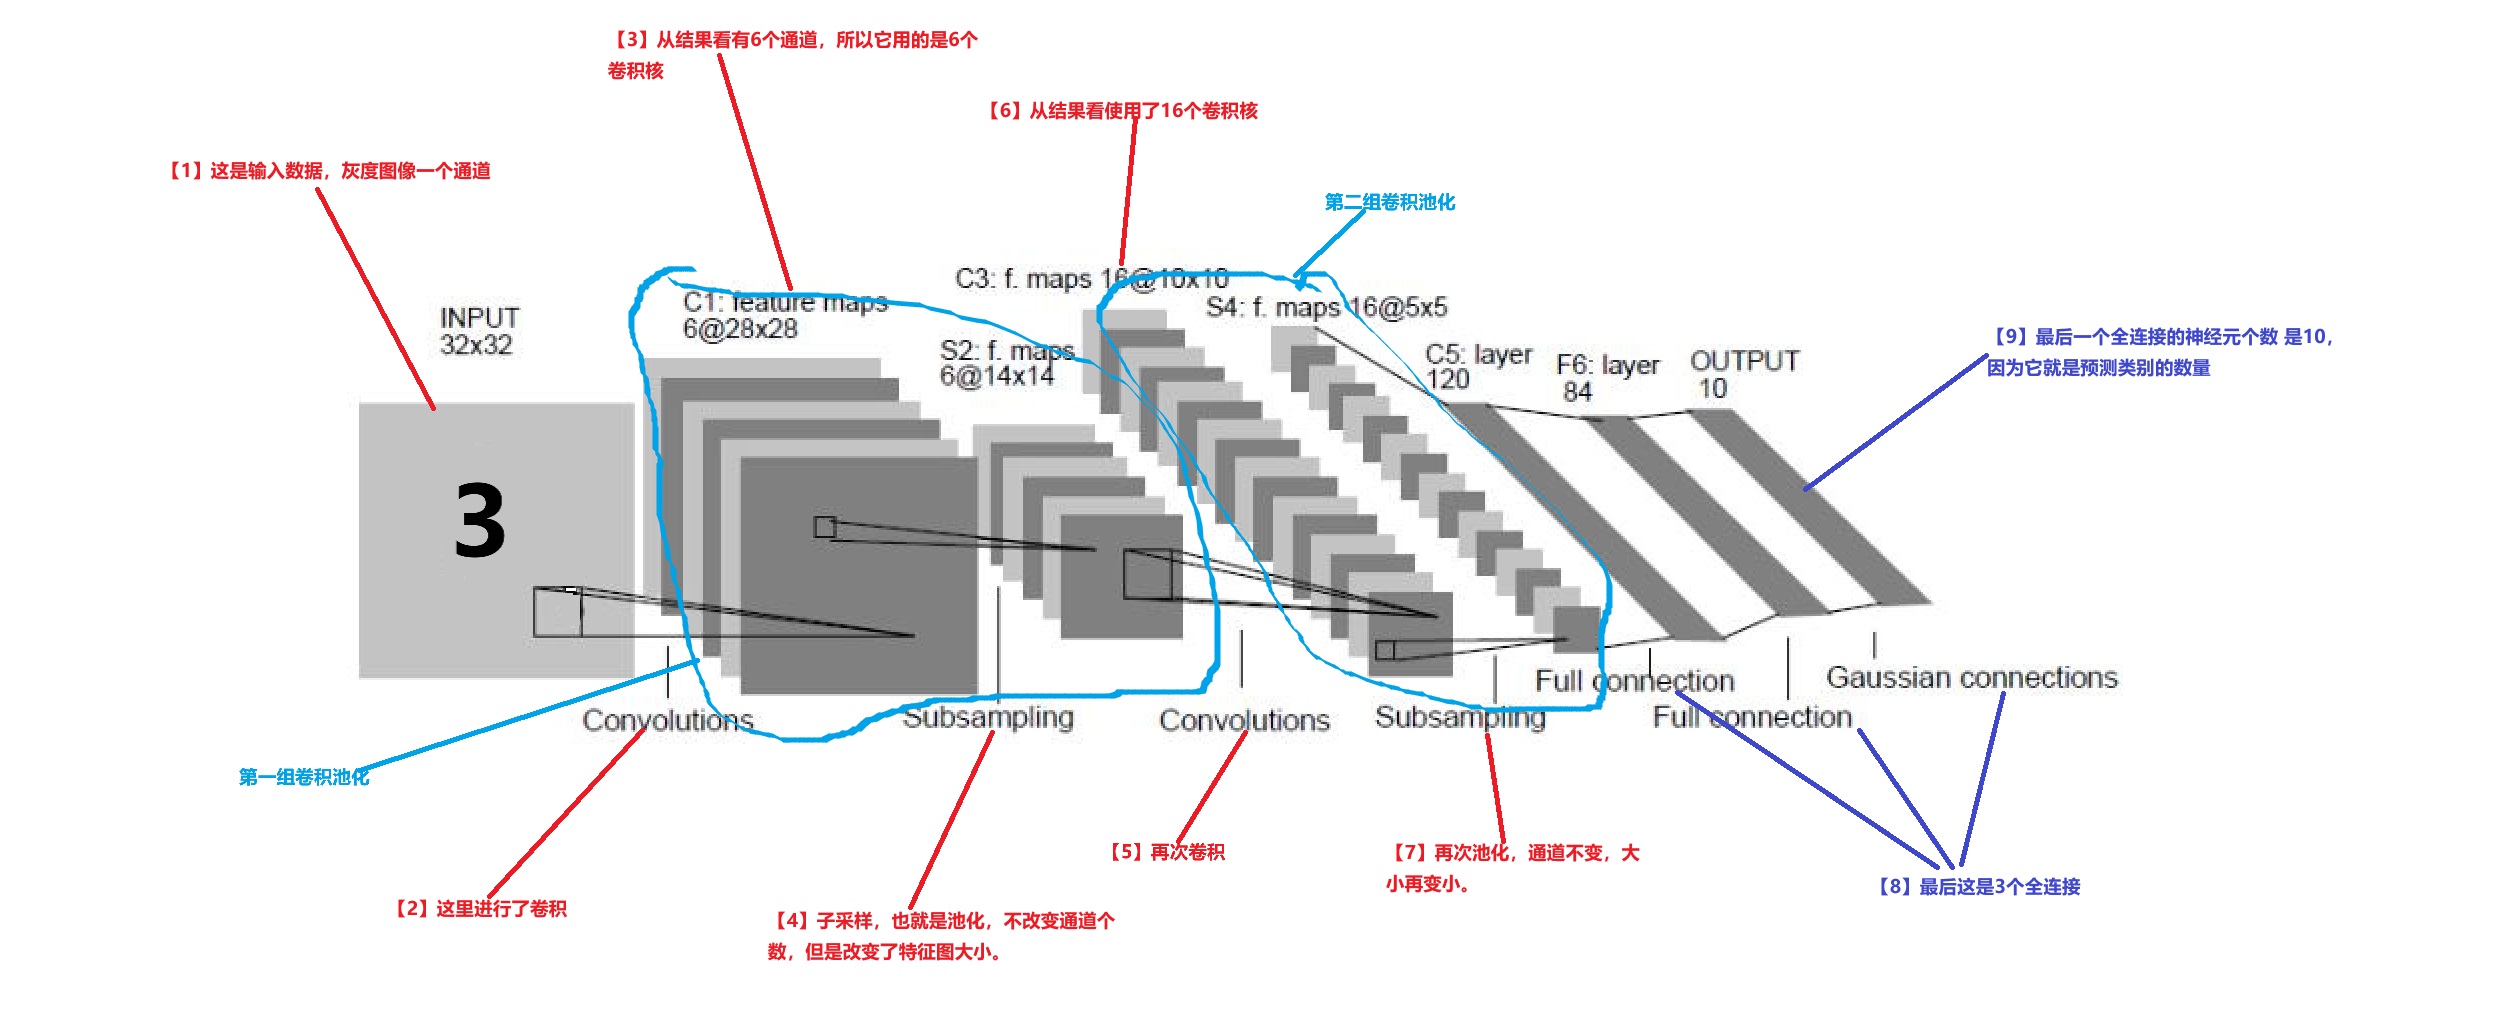 【3】从结果看有6个通道，所以它用的是6个
卷积核
【6】从结果看使用了16个卷积核
【1】这是输入数据，灰度图像一个通道
第二组卷积池化
C3: f. maps 16@10x10
INPUT
32x32
C1: feature maps
6@28x28
S4: f. maps 16@5x5
S2: f. maps
6@14x14
C5: layer
120
F6: layer
84
OUTPUT
10
【9】最后一个全连接的神经元个数 是10，
因为它就是预测类别的数量
3
Convolutions
Subsampling
Convolutions
Subsampling
Full connection
Full connection
Gaussian connections
第一组卷积池化
【2】这里进行了卷积
【4】子采样，也就是池化，不改变通道个
数，但是改变了特征图大小。
【5】再次卷积
【7】再次池化，通道不变，大
小再变小。
【8】最后这是3个全连接